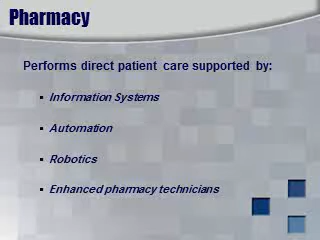 Pharmacy
Performs direct patient care supported by:
▪ Information Systems
▪ Automation
▪ Robotics
▪ Enhanced pharmacy technicians